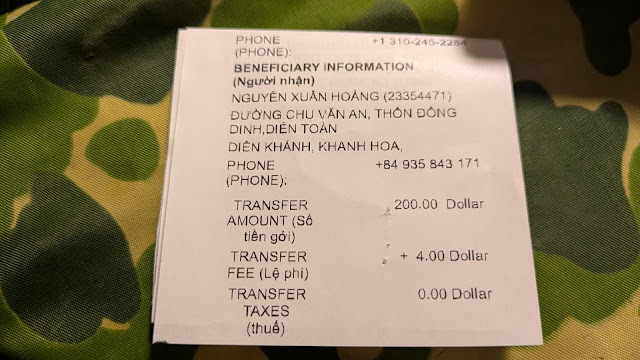 PHONE +1 310-245-2284
(PHONE):
BENEFICIARY INFORMATION
(Người nhận)
NGUYỄN XUÂN HOÀNG (23354471)
ĐƯỜNG CHU VĂN AN, THÔN ĐÔNG
DINH,DIÊN TOÀN
DIÊN KHÁNH, KHANH HOA,
PHONE +84 935 843 171
(PHONE):
TRANSFER 200.00 Dollar
AMOUNT (Số
tiền gởi)
TRANSFER + 4.00 Dollar
FEE (Lệ phí)
TRANSFER 0.00 Dollar
TAXES
(thuế)